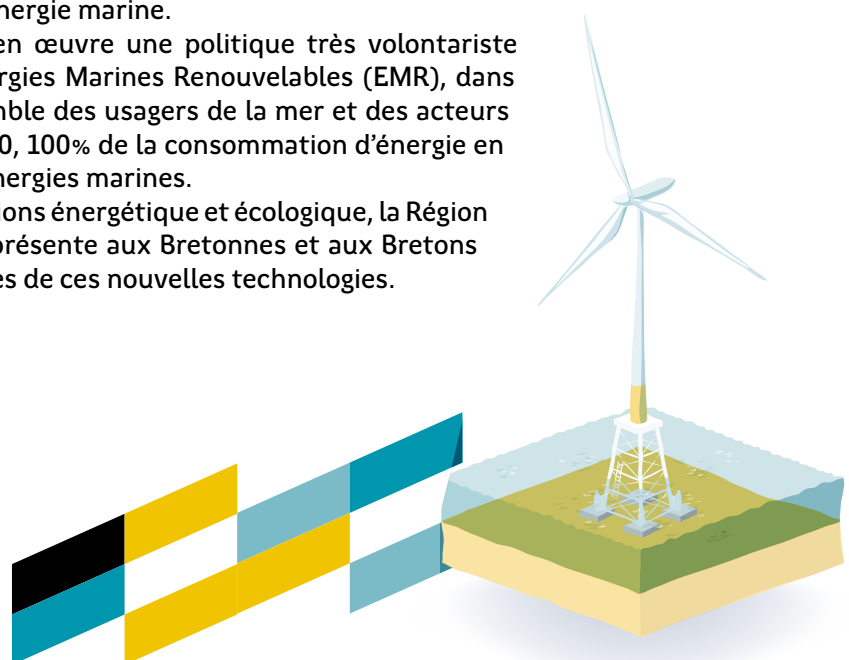 nergie marine.
en œuvre une politique très volontariste
rgies Marines Renouvelables (EMR), dans
mble des usagers de la mer et des acteurs
0, 100% de la consommation d'énergie en
nergies marines.
ions énergétique et écologique, la Région
présente aux Bretonnes et aux Bretons
es de ces nouvelles technologies.